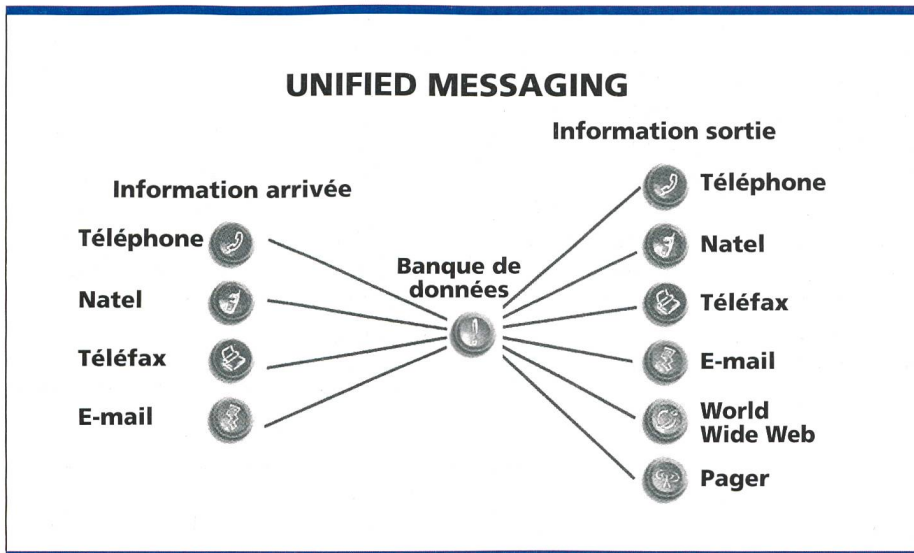 UNIFIED MESSAGING
Information arrivée
Téléphone
Natel
Téléfax
E-mail
Banque de
données
Information sortie
Téléphone
Natel
Téléfax
E-mail
World
Wide Web
Pager